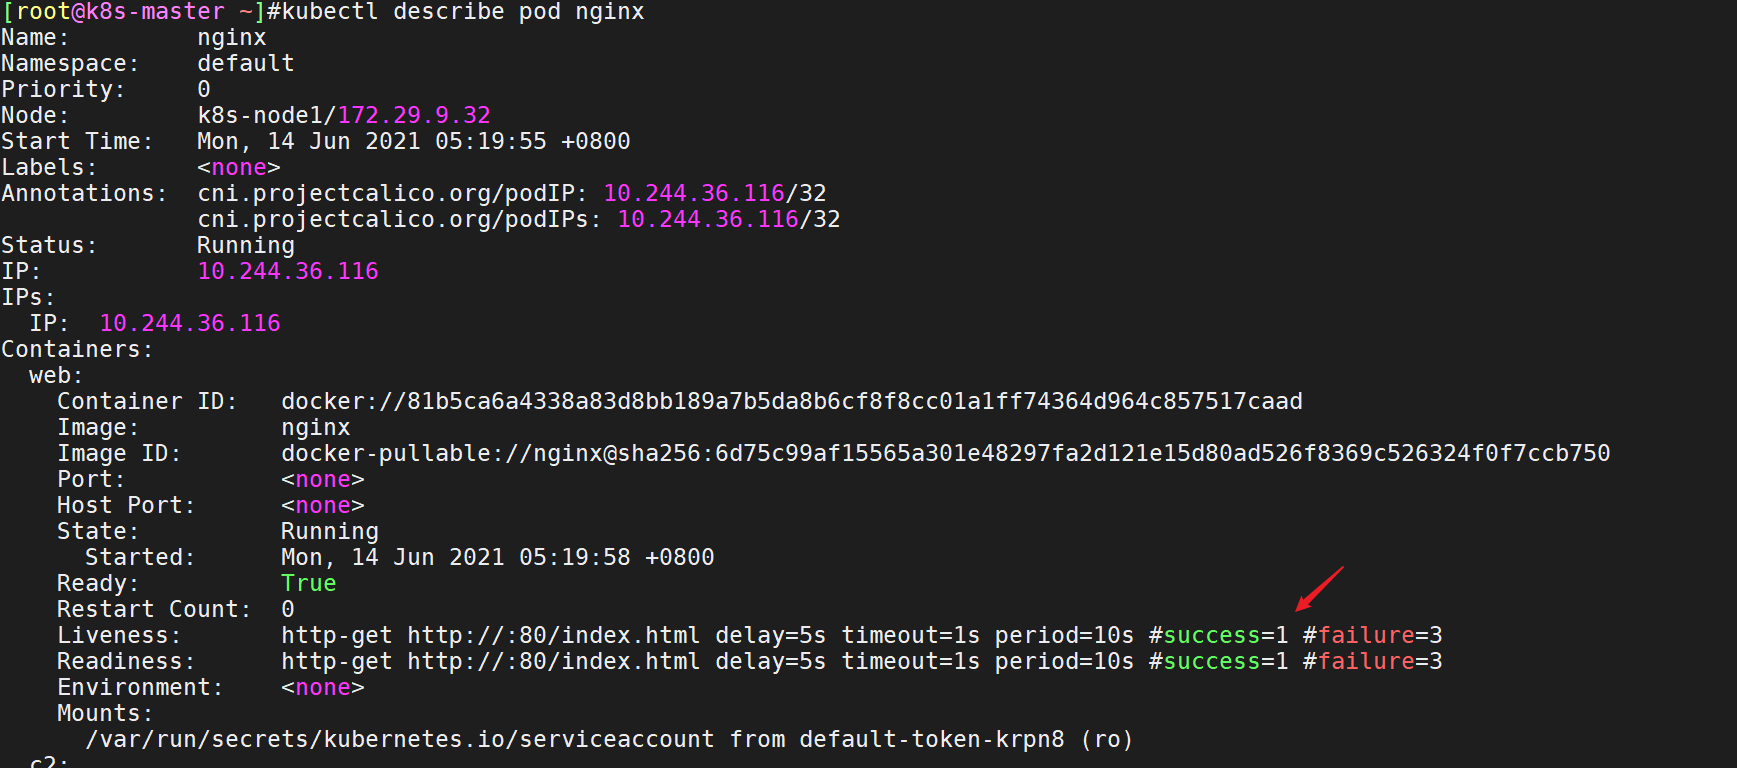 [root@k8s-master ~]#kubectl describe pod nginx
Name:         nginx
Namespace:    default
Priority:     0
Node:         k8s-node1/172.29.9.32
Start Time:   Mon, 14 Jun 2021 05:19:55 +0800
Labels:       <none>
Annotations:  cni.projectcalico.org/podIP: 10.244.36.116/32
              cni.projectcalico.org/podIPs: 10.244.36.116/32
Status:       Running
IP:           10.244.36.116
IPs:
  IP:  10.244.36.116
Containers:
  web:
    Container ID:   docker://81b5ca6a4338a83d8bb189a7b5da8b6cf8f8cc01a1ff74364d964c857517caad
    Image:          nginx
    Image ID:       docker-pullable://nginx@sha256:6d75c99af15565a301e48297fa2d121e15d80ad526f8369c526324f0f7ccb750
    Port:           <none>
    Host Port:      <none>
    State:          Running
      Started:      Mon, 14 Jun 2021 05:19:58 +0800
    Ready:          True
    Restart Count:  0
    Liveness:       http-get http://:80/index.html delay=5s timeout=1s period=10s #success=1 #failure=3
    Readiness:      http-get http://:80/index.html delay=5s timeout=1s period=10s #success=1 #failure=3
    Environment:    <none>
    Mounts:
      /var/run/secrets/kubernetes.io/serviceaccount from default-token-krpn8 (ro)
  c2: